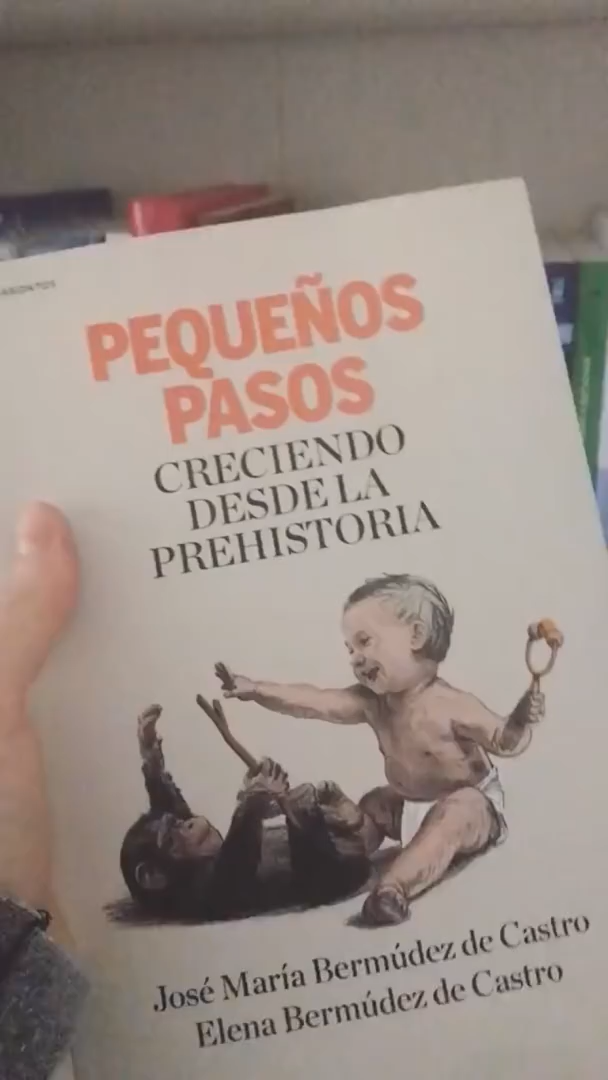 PEQUEÑOS
PASOS
CRECIENDO
DESDE LA
PREHISTORIA
José María Bermúdez de Castro
Elena Bermúdez de Castro